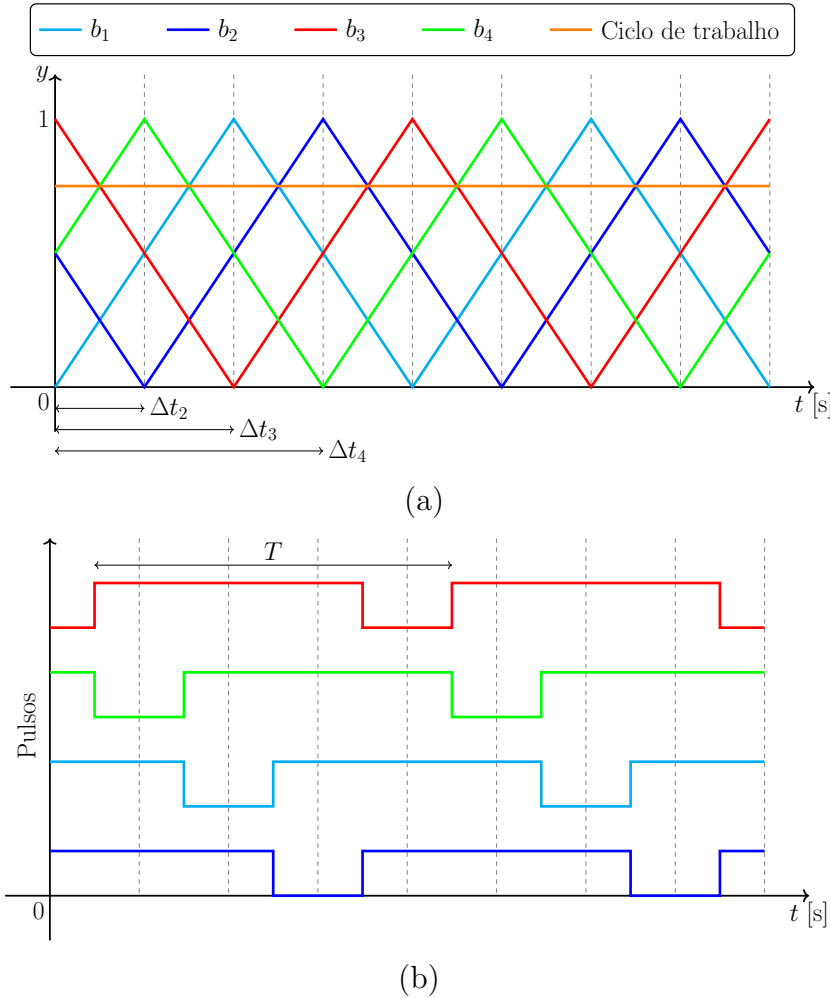 b₁ b₂ b₃ b₄ Ciclo de trabalho
y
1
0
t [s]
Δt₂
Δt₃
Δt₄
(a)
T
Pulsos
0
t [s]
(b)